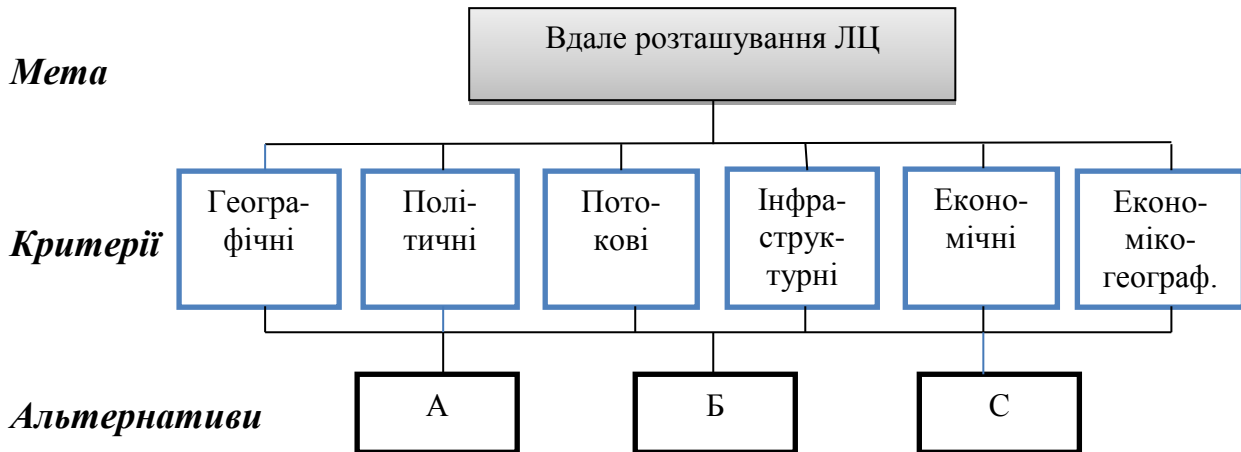 Вдале розташування ЛЦ
Мета
Геогра-
фічні
Полі-
тичні
Пото-
кові
Інфра-
струк-
турні
Еконо-
мічні
Еконо-
міко-
географ.
Критерії
А
Б
С
Альтернативи